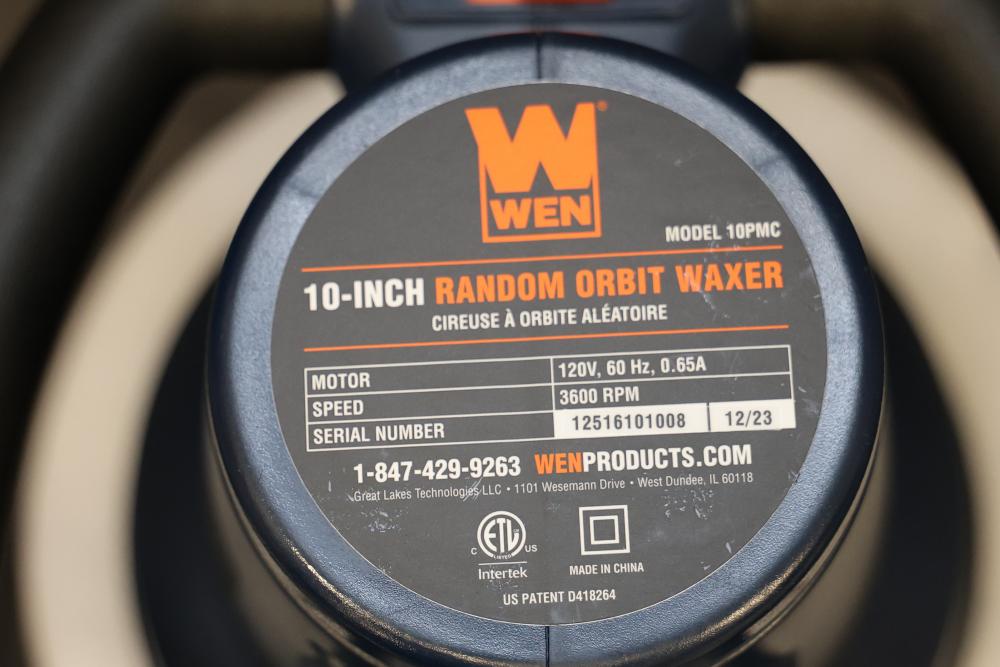 WEN®
MODEL 10PMC
10-INCH RANDOM ORBIT WAXER
CIREUSE À ORBITE ALÉATOIRE
MOTOR 120V, 60 Hz, 0.65A
SPEED 3600 RPM
SERIAL NUMBER 12516101008 12/23
1-847-429-9263 WENPRODUCTS.COM
Great Lakes Technologies LLC • 1101 Wesemann Drive • West Dundee, IL 60118
ETL
LISTED
C US
Intertek
MADE IN CHINA
US PATENT D418264